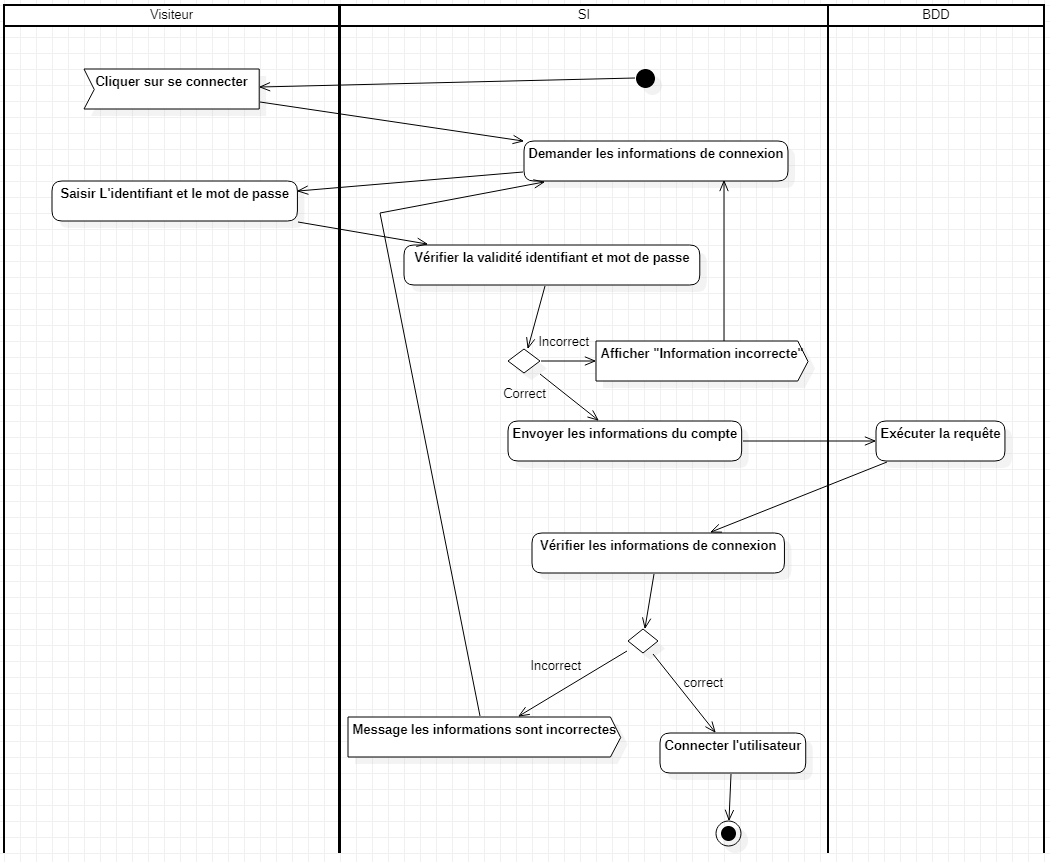 Visiteur
SI
BDD
Cliquer sur se connecter
Demander les informations de connexion
Saisir L'identifiant et le mot de passe
Vérifier la validité identifiant et mot de passe
Incorrect
Afficher "Information incorrecte"
Correct
Envoyer les informations du compte
Exécuter la requête
Vérifier les informations de connexion
Incorrect
correct
Message les informations sont incorrectes
Connecter l'utilisateur